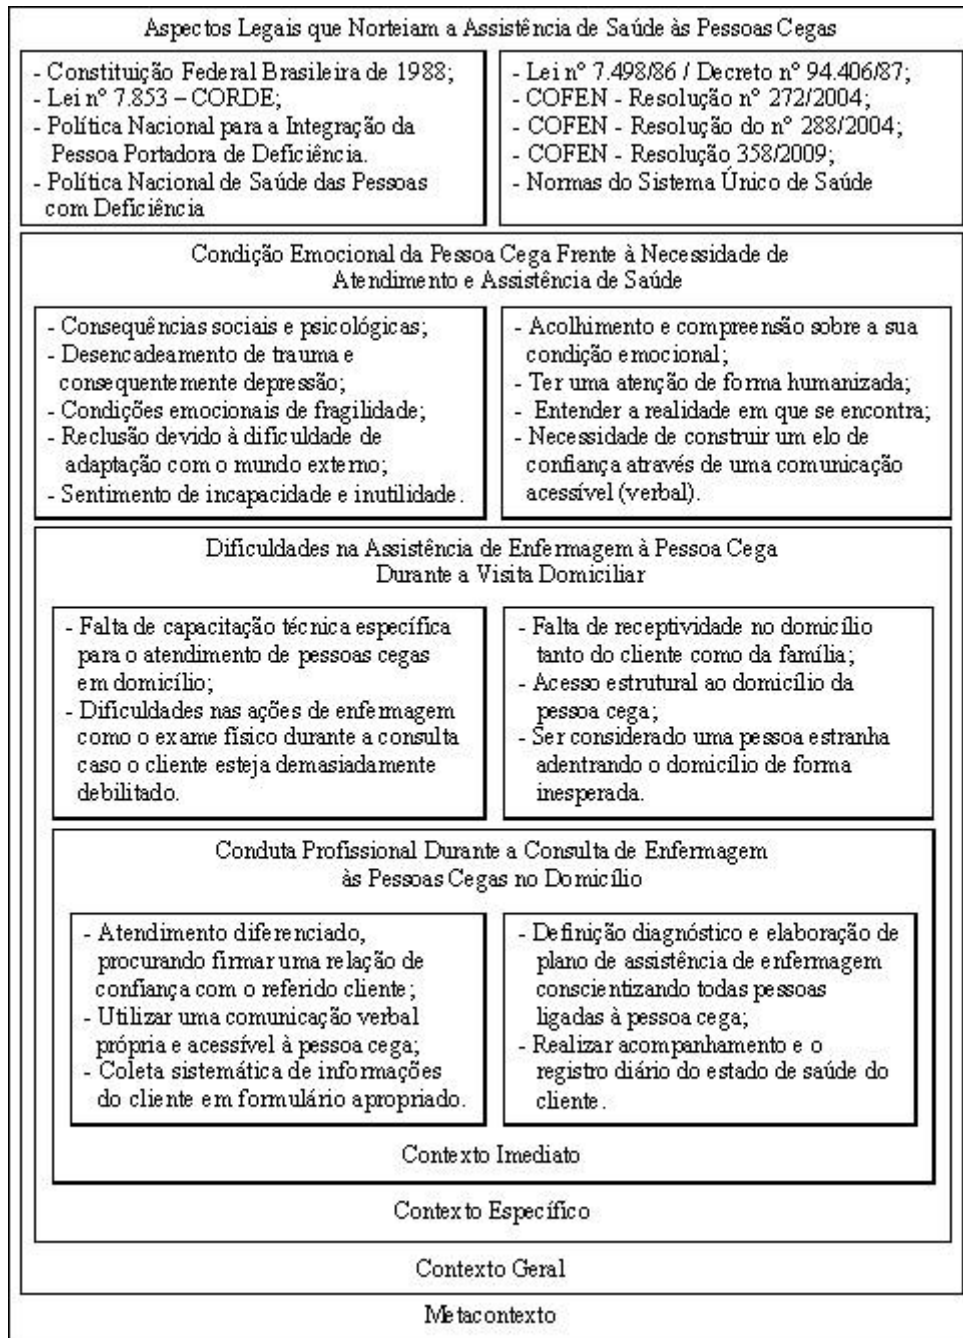 Aspectos Legais que Norteiam a Assistência de Saúde às Pessoas Cegas
- Constituição Federal Brasileira de 1988;
- Lei nº 7.853 – CORDE;
- Política Nacional para a Integração da
Pessoa Portadora de Deficiência.
- Política Nacional de Saúde das Pessoas
com Deficiência
- Lei nº 7.498/86 / Decreto nº 94.406/87;
- COFEN - Resolução nº 272/2004;
- COFEN - Resolução do nº 288/2004;
- COFEN - Resolução 358/2009;
- Normas do Sistema Único de Saúde
Condição Emocional da Pessoa Cega Frente à Necessidade de
Atendimento e Assistência de Saúde
- Consequências sociais e psicológicas;
- Desencadeamento de trauma e
consequentemente depressão;
- Condições emocionais de fragilidade;
- Reclusão devido à dificuldade de
adaptação com o mundo externo;
- Sentimento de incapacidade e inutilidade.
- Acolhimento e compreensão sobre a sua
condição emocional;
- Ter uma atenção de forma humanizada;
- Entender a realidade em que se encontra;
- Necessidade de construir um elo de
confiança através de uma comunicação
acessível (verbal).
Dificuldades na Assistência de Enfermagem à Pessoa Cega
Durante a Visita Domiciliar
- Falta de capacitação técnica específica
para o atendimento de pessoas cegas
em domicílio;
- Dificuldades nas ações de enfermagem
como o exame físico durante a consulta
caso o cliente esteja demasiadamente
debilitado.
- Falta de receptividade no domicílio
tanto do cliente como da família;
- Acesso estrutural ao domicílio da
pessoa cega;
- Ser considerado uma pessoa estranha
adentrando o domicílio de forma
inesperada.
Conduta Profissional Durante a Consulta de Enfermagem
às Pessoas Cegas no Domicílio
- Atendimento diferenciado,
procurando firmar uma relação de
confiança com o referido cliente;
- Utilizar uma comunicação verbal
própria e acessível à pessoa cega;
- Coleta sistemática de informações
do cliente em formulário apropriado.
- Definição diagnóstico e elaboração de
plano de assistência de enfermagem
conscientizando todas pessoas
ligadas à pessoa cega;
- Realizar acompanhamento e o
registro diário do estado de saúde do
cliente.
Contexto Imediato
Contexto Específico
Contexto Geral
Metacontexto